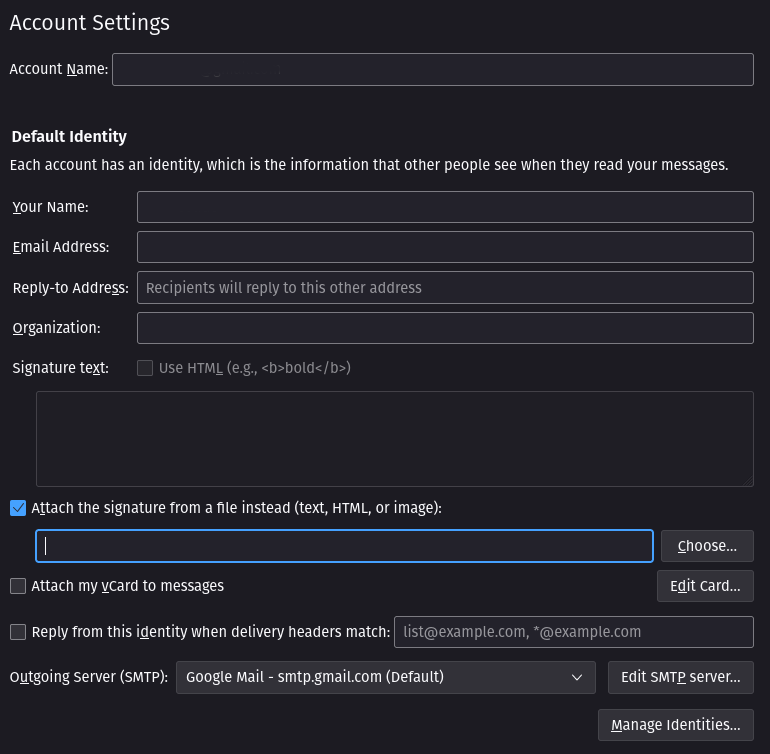 Account Settings
Account Name:
Default Identity
Each account has an identity, which is the information that other people see when they read your messages.
Your Name:
Email Address:
Reply-to Address: Recipients will reply to this other address
Organization:
Signature text: Use HTML (e.g., <b>bold</b>)
Attach the signature from a file instead (text, HTML, or image):
Choose...
Attach my vCard to messages Edit Card...
Reply from this identity when delivery headers match: list@example.com, *@example.com
Outgoing Server (SMTP): Google Mail - smtp.gmail.com (Default) Edit SMTP server...
Manage Identities...